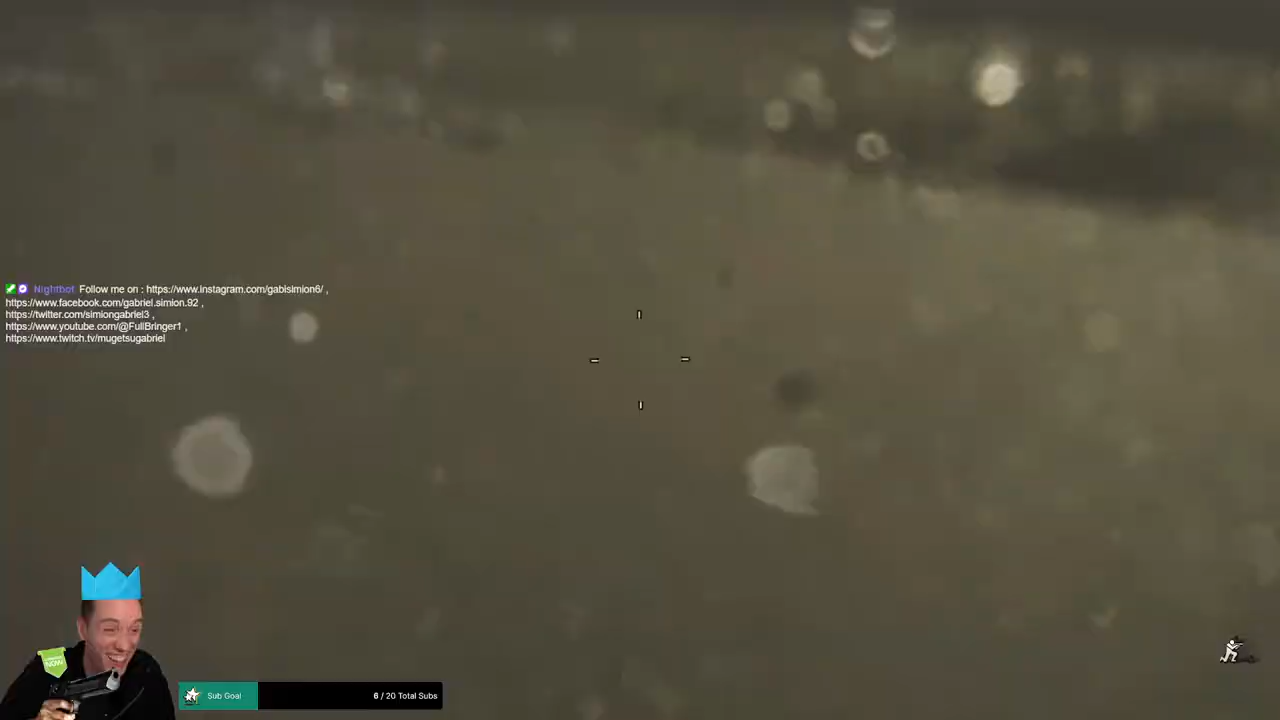 Nightbot Follow me on : https://www.instagram.com/gabisimion6/ ,
https://www.facebook.com/gabriel.simion.92 ,
https://twitter.com/simiongabriel3 ,
https://www.youtube.com/@FullBringer1 ,
https://www.twitch.tv/mugetsugabriel
NOW
Sub Goal
6 / 20 Total Subs